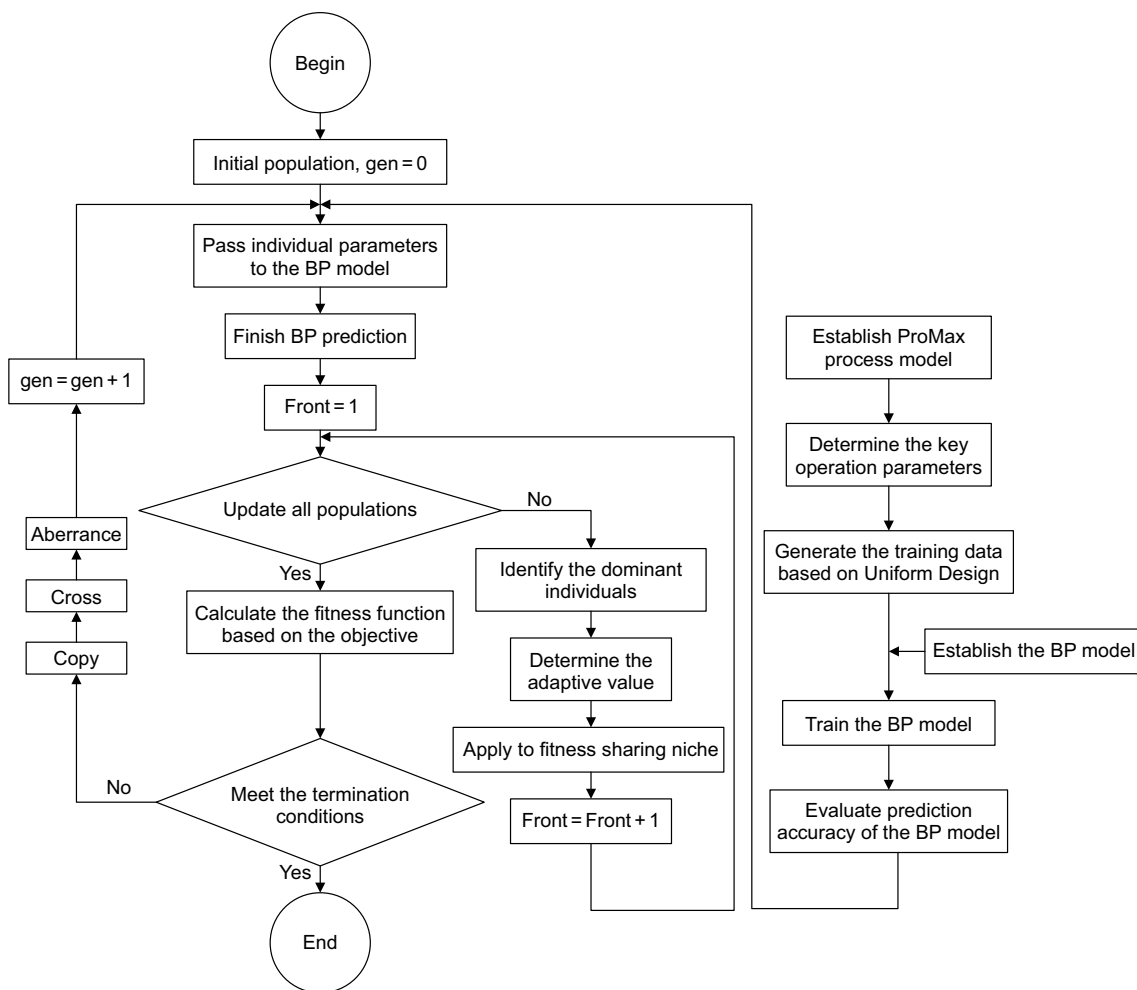 Begin
Initial population, gen = 0
Pass individual parameters
to the BP model
Finish BP prediction
Front = 1
Update all populations
No
Yes
Calculate the fitness function
based on the objective
Meet the termination
conditions
No
Yes
End
Copy
Cross
Aberrance
gen = gen + 1
Identify the dominant
individuals
Determine the
adaptive value
Apply to fitness sharing niche
Front = Front + 1
Establish ProMax
process model
Determine the key
operation parameters
Generate the training data
based on Uniform Design
Establish the BP model
Train the BP model
Evaluate prediction
accuracy of the BP model